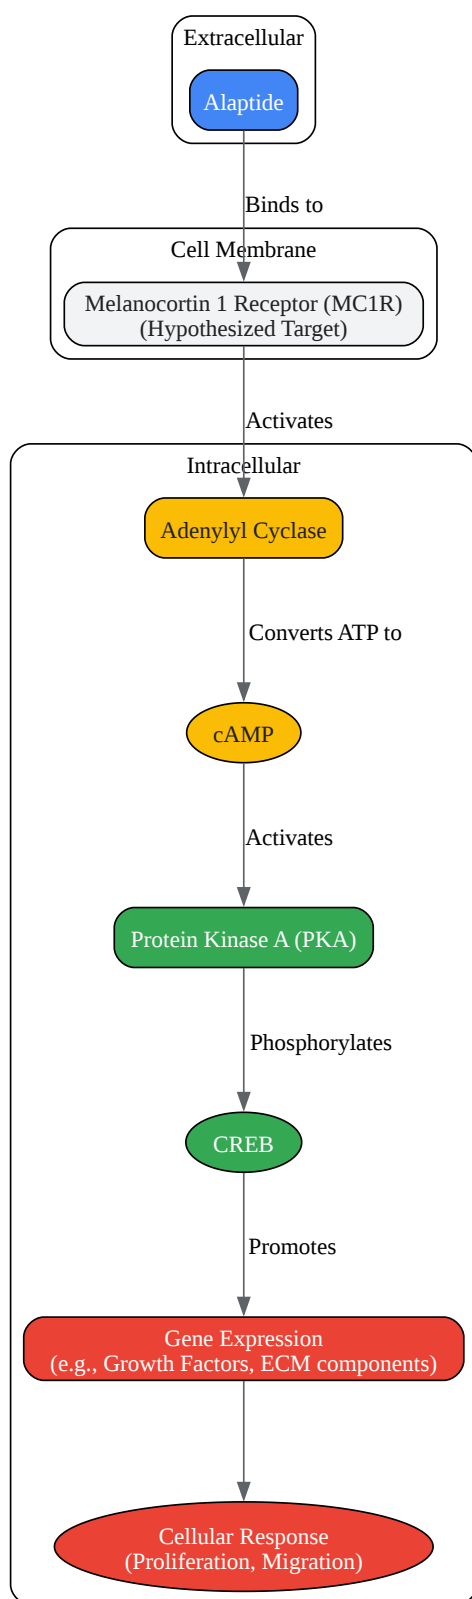 Extracellular
Alaptide
Binds to
Cell Membrane
Melanocortin 1 Receptor (MC1R)
(Hypothesized Target)
Activates
Intracellular
Adenylyl Cyclase
Converts ATP to
cAMP
Activates
Protein Kinase A (PKA)
Phosphorylates
CREB
Promotes
Gene Expression
(e.g., Growth Factors, ECM components)
Cellular Response
(Proliferation, Migration)